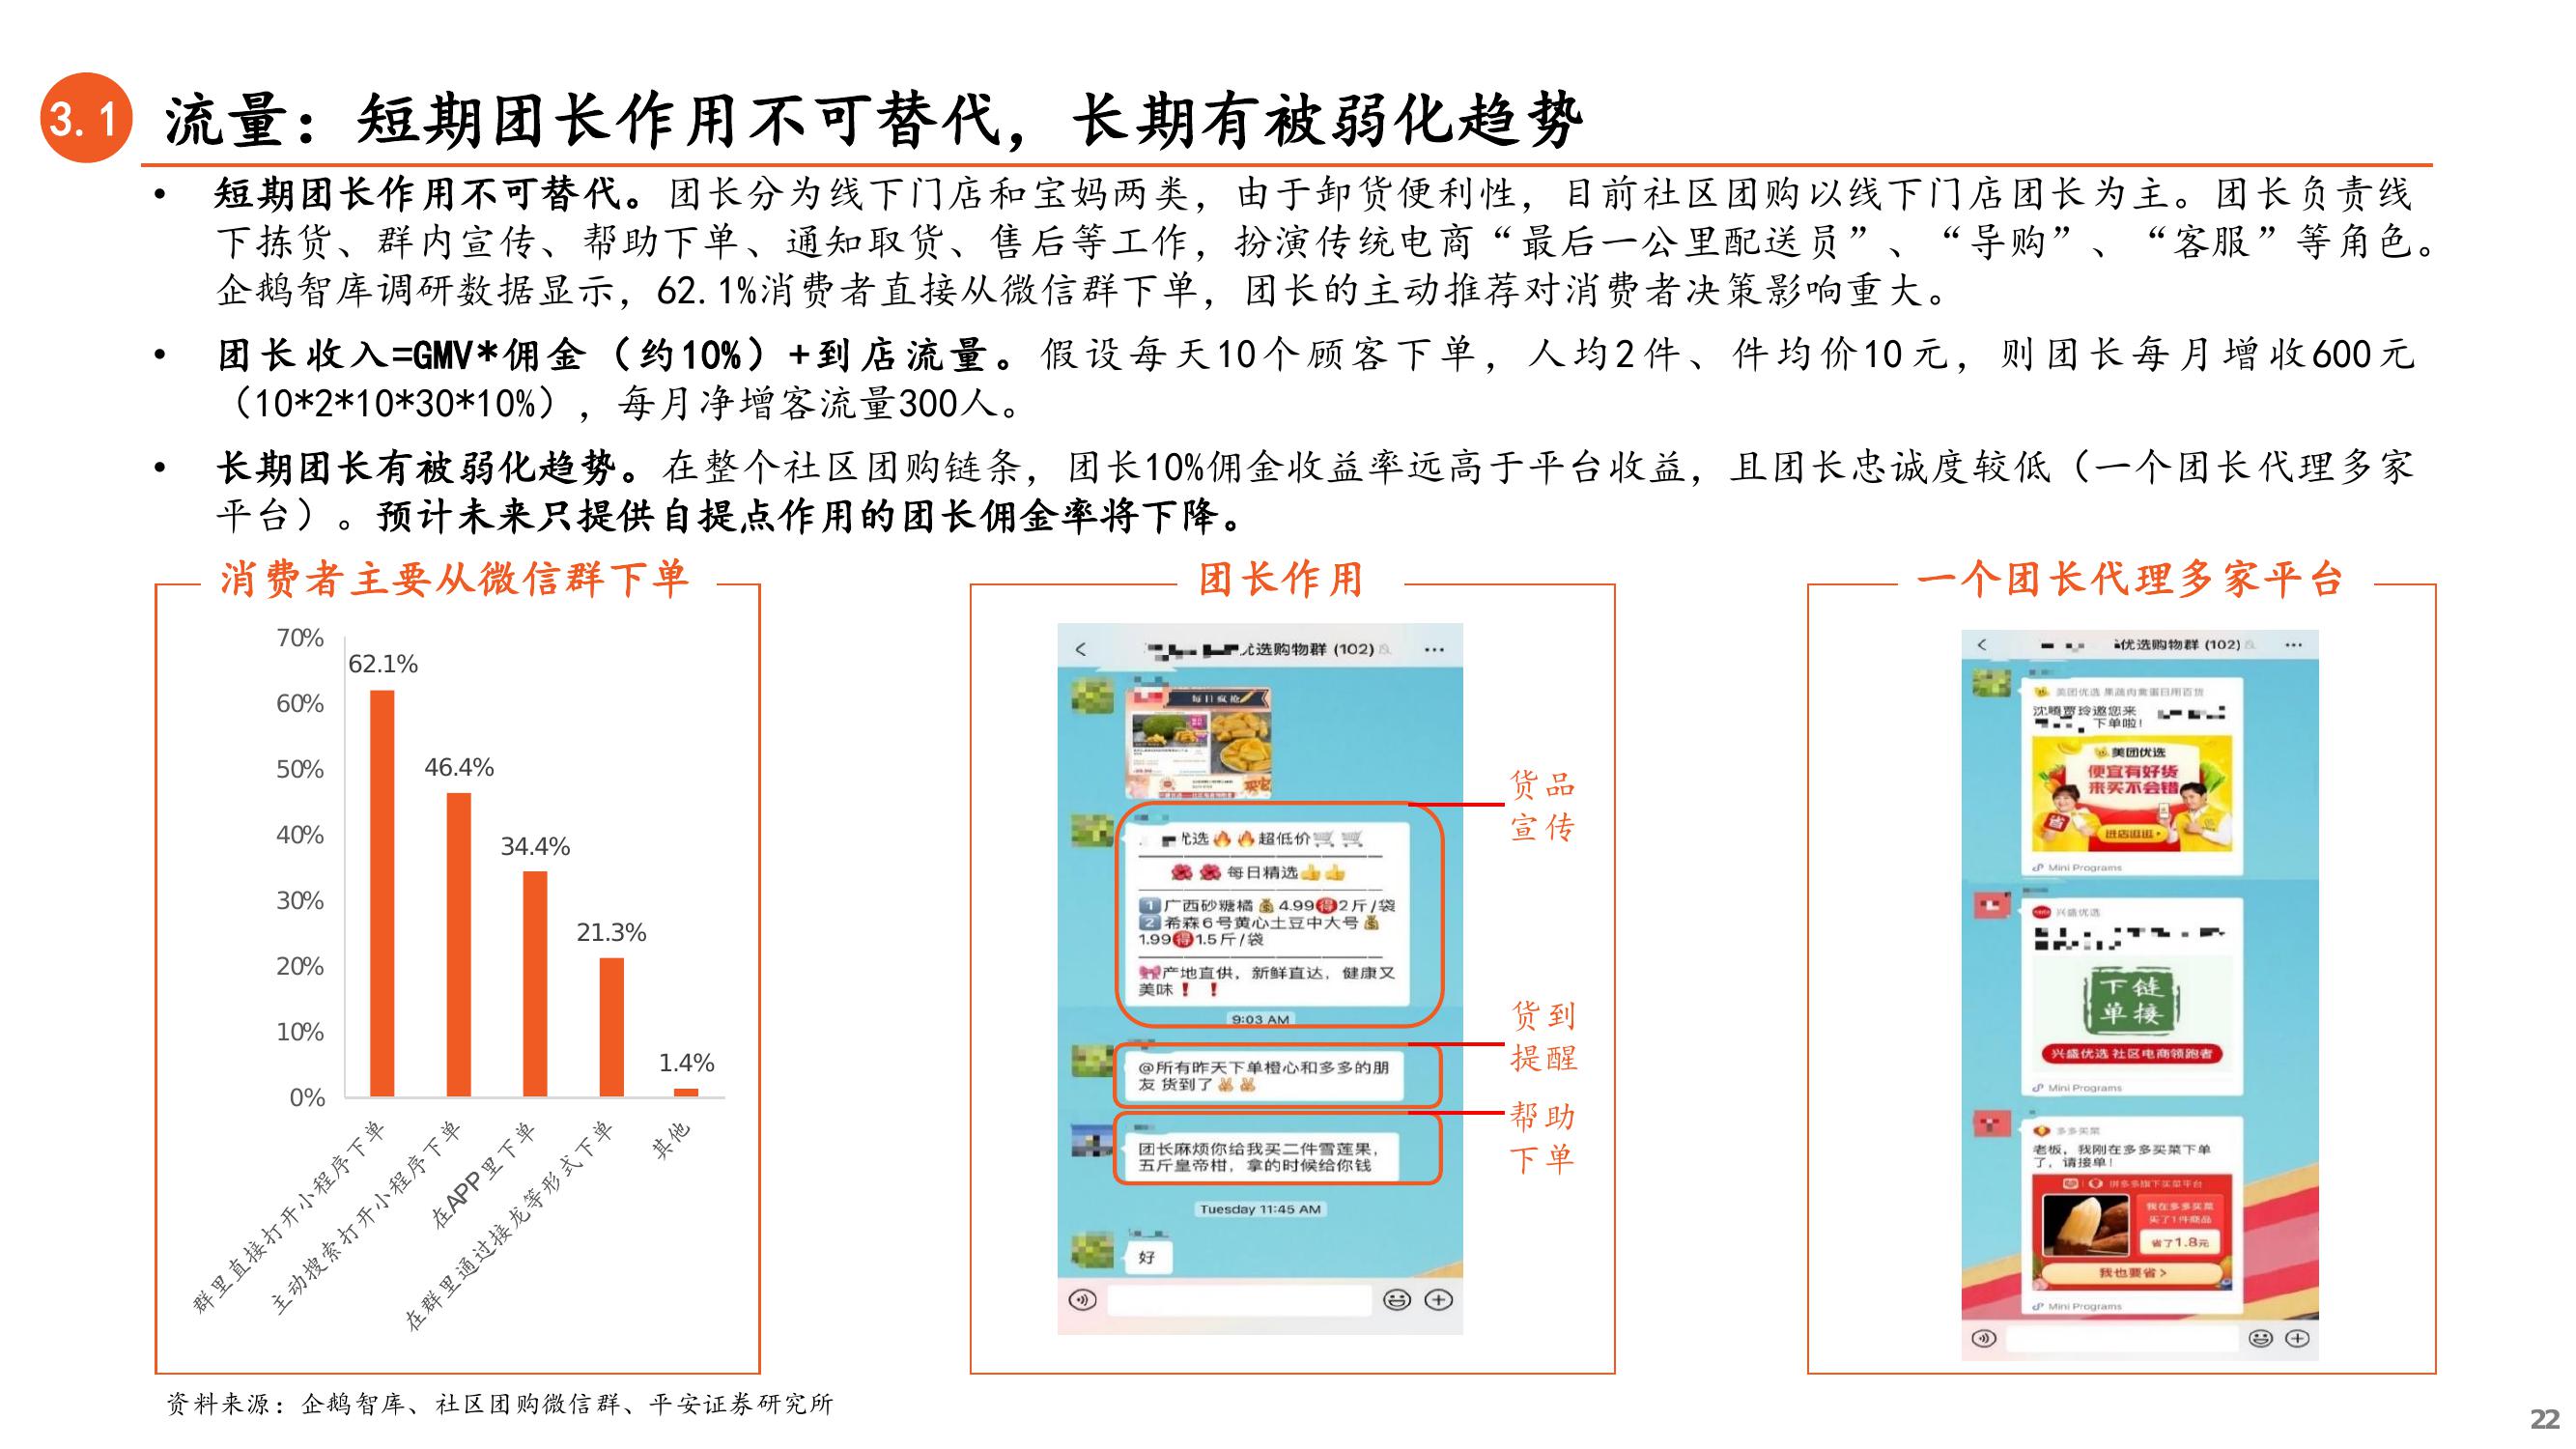 3.1
流量：短期团长作用不可替代，长期有被弱化趋势
• 短期团长作用不可替代。团长分为线下门店和宝妈两类，由于卸货便利性，目前社区团购以线下门店团长为主。团长负责线
下拣货、群内宣传、帮助下单、通知取货、售后等工作，扮演传统电商“最后一公里配送员”、“导购”、“客服”等角色。
企鹅智库调研数据显示，62.1%消费者直接从微信群下单，团长的主动推荐对消费者决策影响重大。
• 团长收入=GMV*佣金（约10%）+到店流量。假设每天10个顾客下单，人均2件、件均价10元，则团长每月增收600元
（10*2*10*30*10%），每月净增客流量300人。
• 长期团长有被弱化趋势。在整个社区团购链条，团长10%佣金收益率远高于平台收益，且团长忠诚度较低（一个团长代理多家
平台）。预计未来只提供自提点作用的团长佣金率将下降。
消费者主要从微信群下单
70%
60%
50%
40%
30%
20%
10%
0%
62.1%
46.4%
34.4%
21.3%
1.4%
群里直接打开小程序下单
主动搜索打开小程序下单
在APP里下单
在群里通过接龙等形式下单
其他
团长作用
优选购物群 (102)
每日疯抢
优选🔥🔥超低价🛒🛒
🌺🌺每日精选👍👍
1️⃣广西砂糖橘💰4.99🉐2斤/袋
2️⃣希森6号黄心土豆中大号💰
1.99🉐1.5斤/袋
🎀产地直供，新鲜直达，健康又
美味❗❗
9:03 AM
@所有昨天下单橙心和多多的朋
友 货到了✌✌
团长麻烦你给我买二件雪莲果，
五斤皇帝柑，拿的时候给你钱
Tuesday 11:45 AM
好
货品
宣传
货到
提醒
帮助
下单
一个团长代理多家平台
优选购物群 (102)
美团优选 果蔬肉禽蛋日用百货
沈腾贾玲邀您来
下单啦！
美团优选
便宜有好货
来买不会错
省
进店逛逛
Mini Programs
兴盛优选
下链
单接
兴盛优选 社区电商领跑者
Mini Programs
多多买菜
老板，我刚在多多买菜下单
了，请接单！
拼多多旗下买菜平台
我在多多买菜
买了1件商品
省了1.8元
我也要省>
Mini Programs
资料来源：企鹅智库、社区团购微信群、平安证券研究所
22